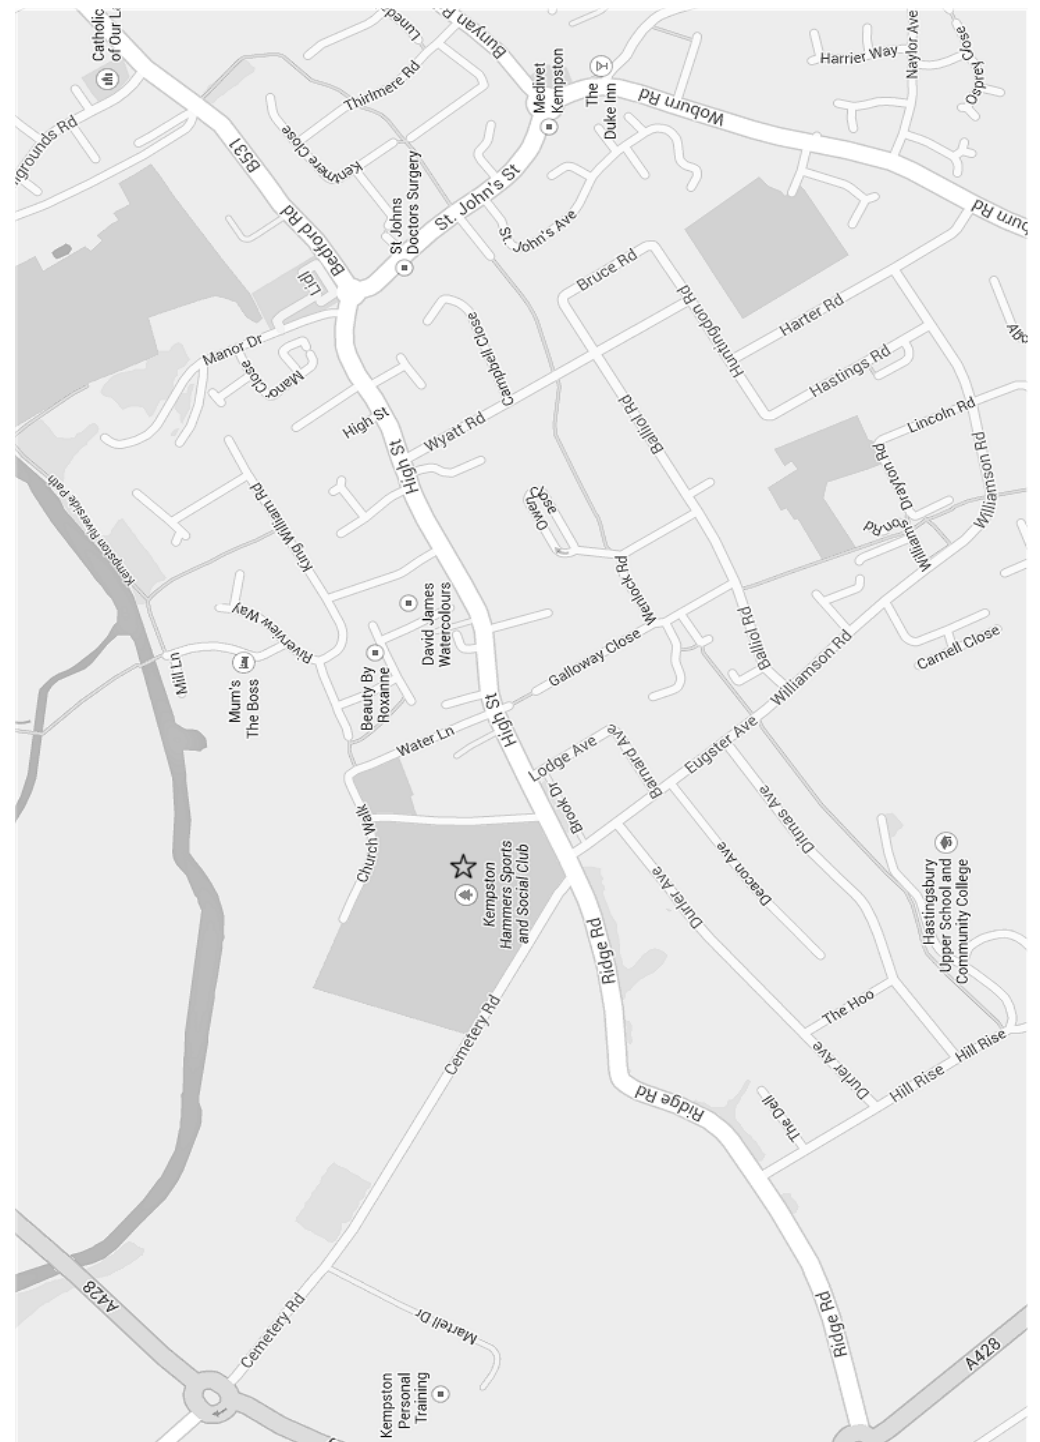 Catholic
of Our L
Luned
Bunyan R
Medivet
Kempston
The
Duke Inn
Harrier Way
Naylor Ave
Osprey Close
grounds Rd
B531
Thirlmere Rd
Kentmere Close
Woburn Rd
Bedford Rd
St Johns
Doctors Surgery
St. John's St
St. John's Ave
burn Rd
Lidl
Bruce Rd
Manor Dr
Manor Close
Campbell Close
Huntingdon Rd
Harter Rd
Hastings Rd
High St
High St
Wyatt Rd
Balliol Rd
Lincoln Rd
Kempston Riverside Path
King William Rd
Owen Close
Drayton Rd
Williamson Rd
Williamson Rd
Wenlock Rd
Riverview Way
David James
Watercolours
Balliol Rd
Galloway Close
Williamson Rd
Carnell Close
Mill Ln
Mum's
The Boss
Beauty By
Roxanne
Water Ln
High St
Lodge Ave
Barnard Ave
Eugster Ave
Brook Dr
Ditmas Ave
Church Walk
Kempston
Hammers Sports
and Social Club
Durler Ave
Deacon Ave
Hastingsbury
Upper School and
Community College
Ridge Rd
Cemetery Rd
The Hoo
Durler Ave
Hill Rise
Hill Rise
Ridge Rd
The Dell
A428
Cemetery Rd
Martell Dr
Ridge Rd
A428
Kempston
Personal
Training